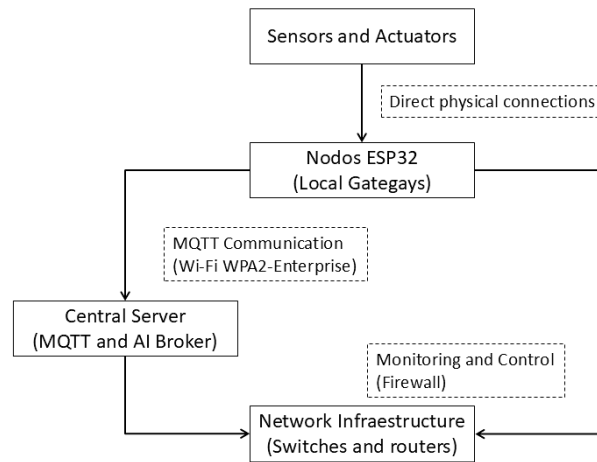 Sensors and Actuators
Direct physical connections
Nodos ESP32
(Local Gategays)
MQTT Communication
(Wi-Fi WPA2-Enterprise)
Central Server
(MQTT and AI Broker)
Monitoring and Control
(Firewall)
Network Infraestructure
(Switches and routers)